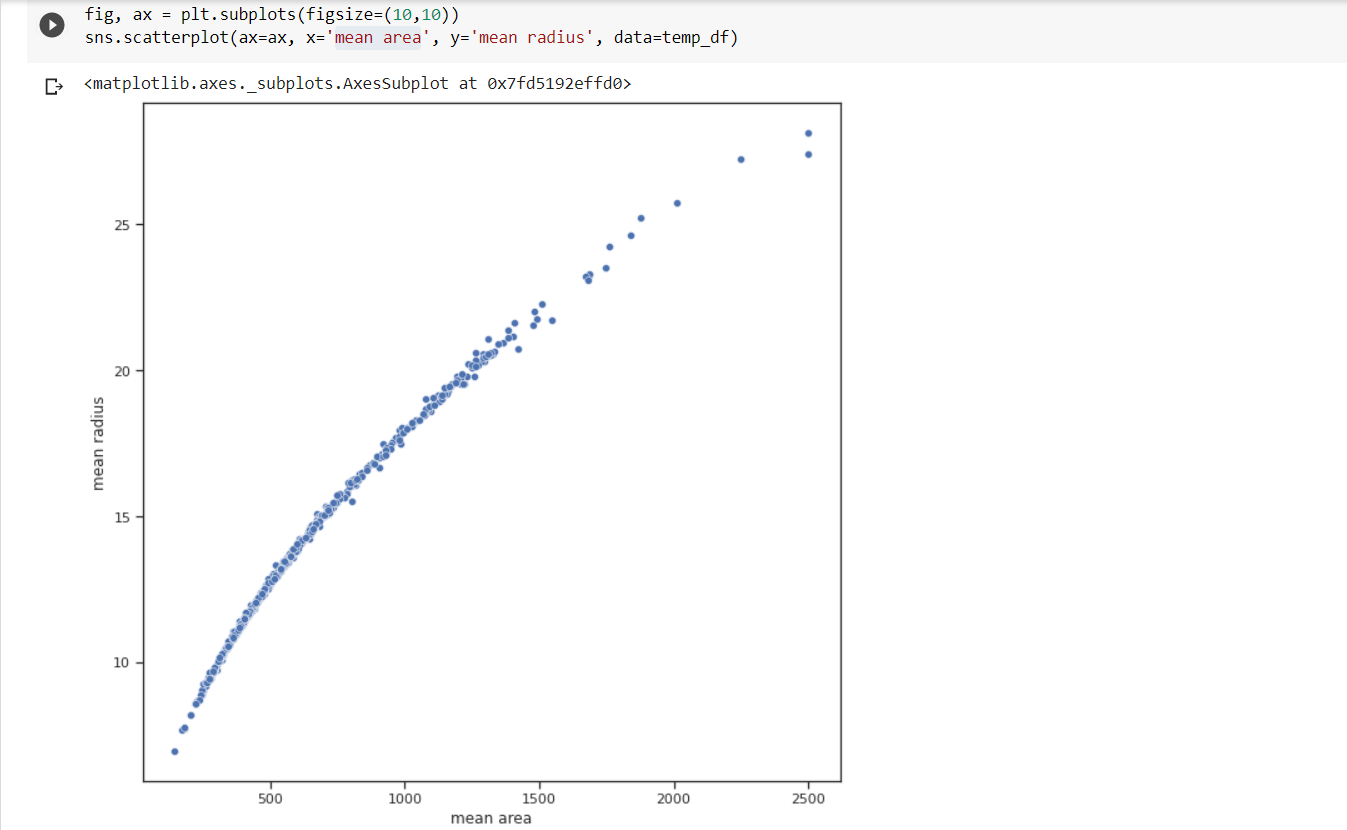 fig, ax = plt.subplots(figsize=(10,10))
sns.scatterplot(ax=ax, x='mean area', y='mean radius', data=temp_df)
<matplotlib.axes._subplots.AxesSubplot at 0x7fd5192effd0>
25
20
15
10
mean radius
500 1000 1500 2000 2500
mean area